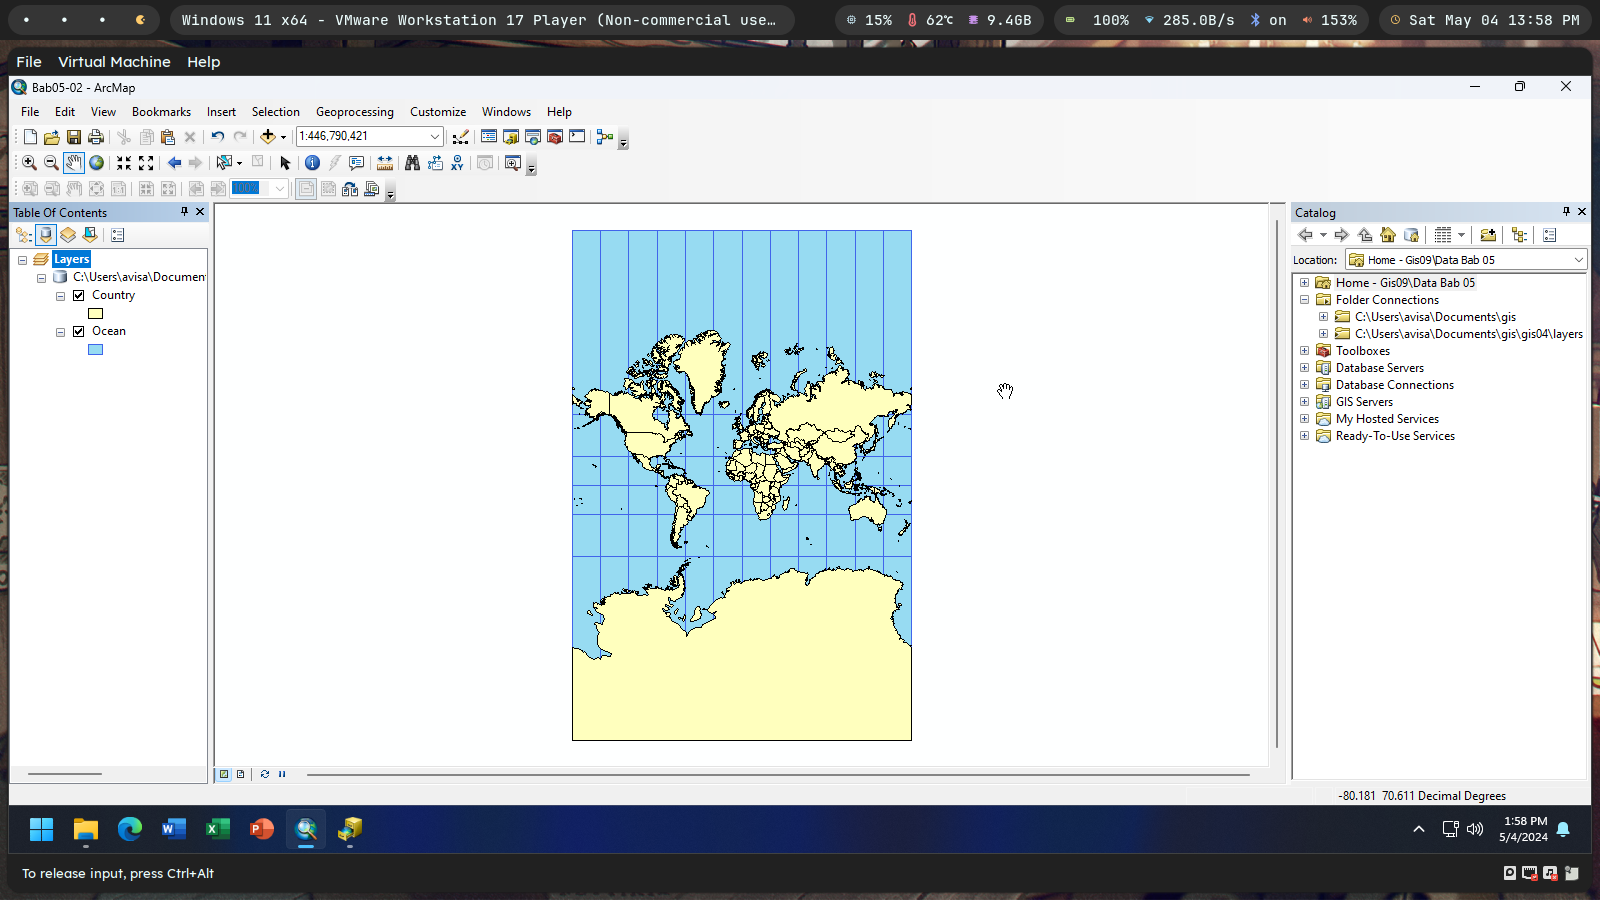 Windows 11 x64 - VMware Workstation 17 Player (Non-commercial use…
15%
62℃
9.4GB
100%
285.0B/s
on
153%
Sat May 04 13:58 PM
File Virtual Machine Help
Bab05-02 - ArcMap
File Edit View Bookmarks Insert Selection Geoprocessing Customize Windows Help
1:446,790,421
100%
Table Of Contents
Layers
C:\Users\avisa\Documen
Country
Ocean
Catalog
Location: Home - Gis09\Data Bab 05
Home - Gis09\Data Bab 05
Folder Connections
C:\Users\avisa\Documents\gis
C:\Users\avisa\Documents\gis\gis04\layers
Toolboxes
Database Servers
Database Connections
GIS Servers
My Hosted Services
Ready-To-Use Services
-80.181 70.611 Decimal Degrees
1:58 PM
5/4/2024
To release input, press Ctrl+Alt